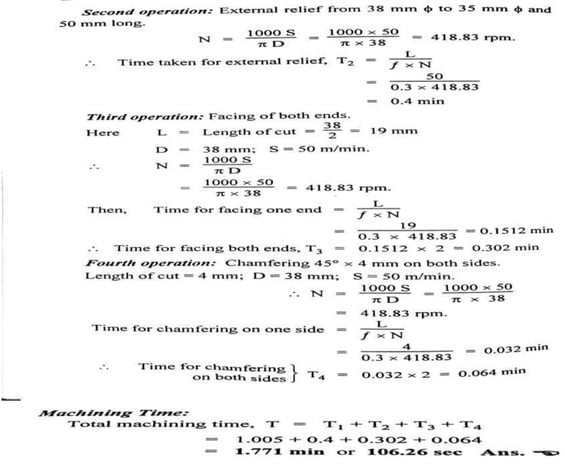 Second operation: External relief from 38 mm ϕ to 35 mm ϕ and
50 mm long.
N = 1000 S / π D = 1000 × 50 / π × 38 = 418.83 rpm.
∴ Time taken for external relief, T₂ = L / f × N
= 50 / 0.3 × 418.83
= 0.4 min
Third operation: Facing of both ends.
Here L = Length of cut = 38 / 2 = 19 mm
D = 38 mm; S = 50 m/min.
∴ N = 1000 S / π D
= 1000 × 50 / π × 38 = 418.83 rpm.
Then, Time for facing one end = L / f × N
= 19 / 0.3 × 418.83 = 0.1512 min
∴ Time for facing both ends, T₃ = 0.1512 × 2 = 0.302 min
Fourth operation: Chamfering 45° × 4 mm on both sides.
Length of cut = 4 mm; D = 38 mm; S = 50 m/min.
∴ N = 1000 S / π D = 1000 × 50 / π × 38
= 418.83 rpm.
Time for chamfering on one side = L / f × N
= 4 / 0.3 × 418.83 = 0.032 min
∴ Time for chamfering
on both sides } T₄ = 0.032 × 2 = 0.064 min
Machining Time:
Total machining time, T = T₁ + T₂ + T₃ + T₄
= 1.005 + 0.4 + 0.302 + 0.064
= 1.771 min or 106.26 sec Ans.